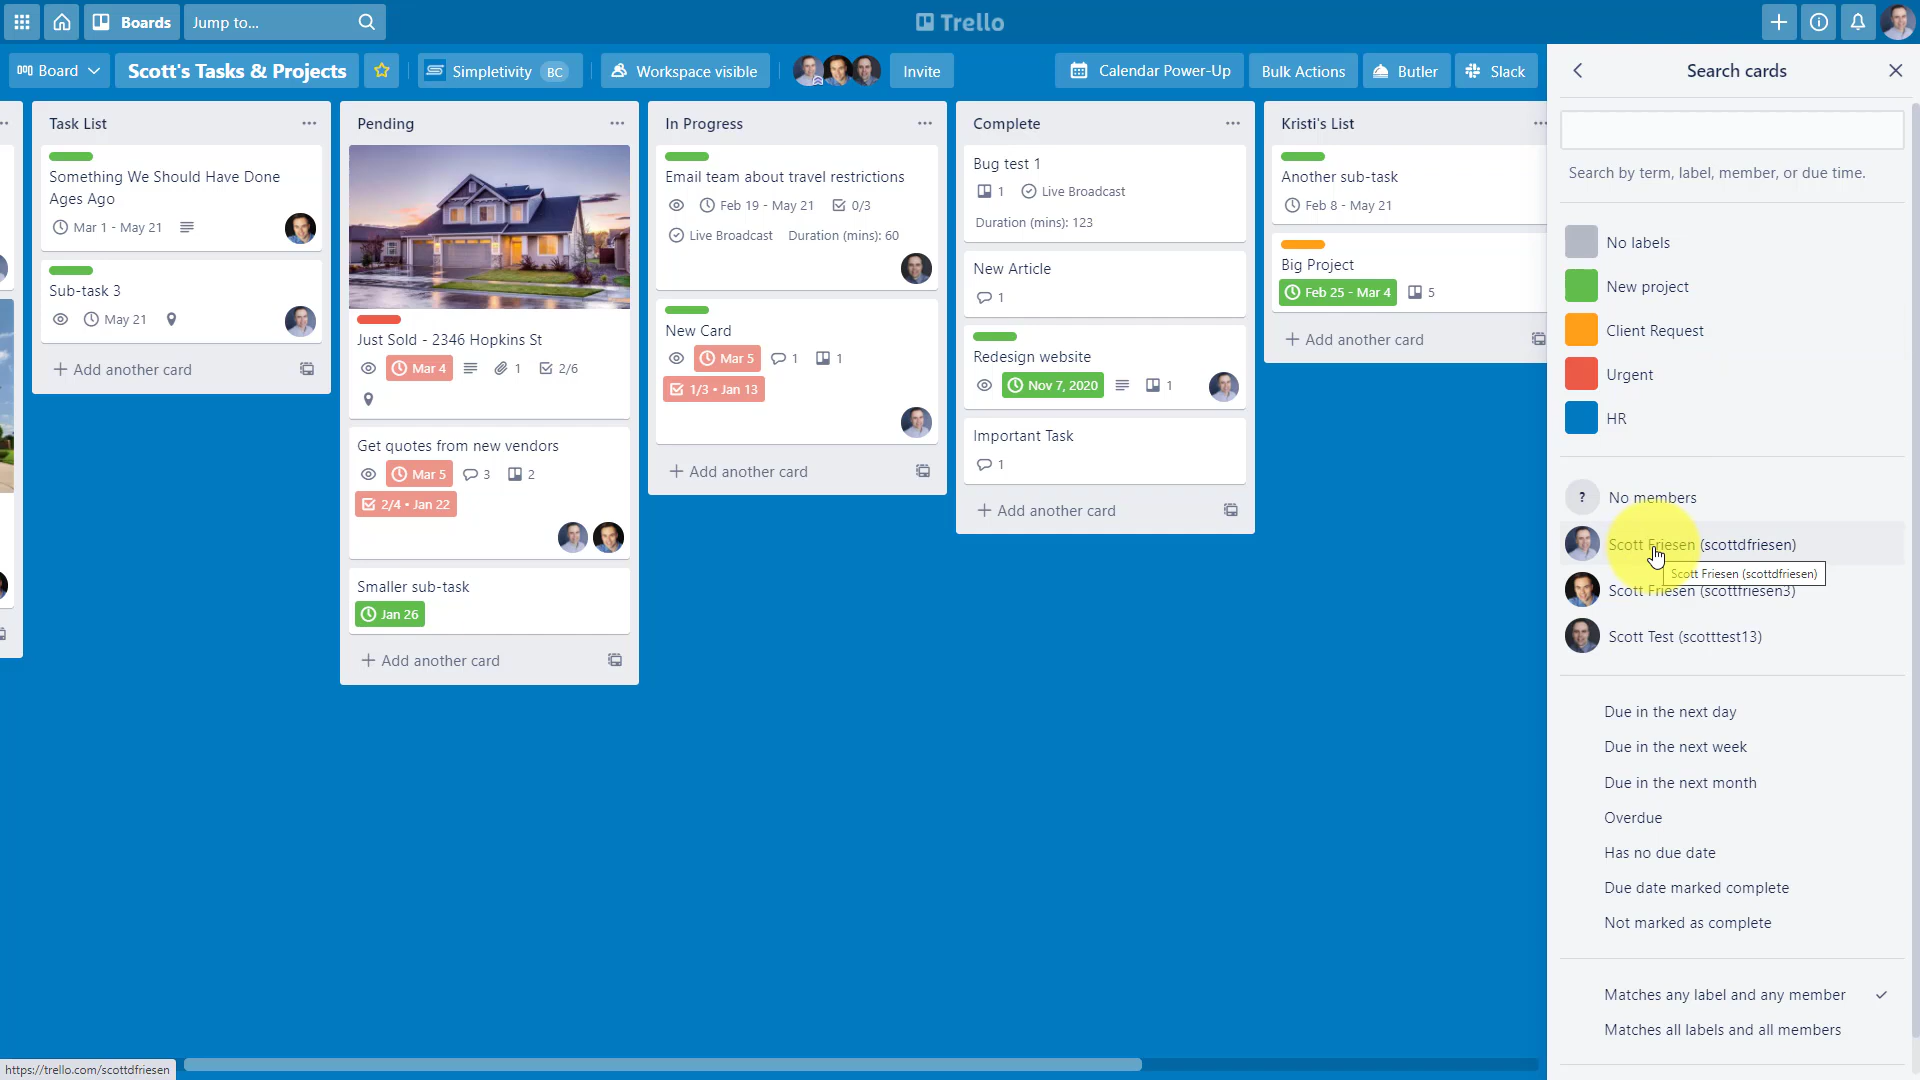 Boards
Jump to...
Trello
Board
Scott's Tasks & Projects
Simpletivity BC
Workspace visible
Invite
Calendar Power-Up
Bulk Actions
Butler
Slack
Task List
Something We Should Have Done
Ages Ago
Mar 1 - May 21
Sub-task 3
May 21
Add another card
Pending
Just Sold - 2346 Hopkins St
Mar 4
1
2/6
Get quotes from new vendors
Mar 5
3
2
2/4 • Jan 22
Smaller sub-task
Jan 26
Add another card
In Progress
Email team about travel restrictions
Feb 19 - May 21
0/3
Live Broadcast
Duration (mins): 60
New Card
Mar 5
1
1
1/3 • Jan 13
Add another card
Complete
Bug test 1
1
Live Broadcast
Duration (mins): 123
New Article
1
Redesign website
Nov 7, 2020
1
Important Task
1
Add another card
Kristi's List
Another sub-task
Feb 8 - May 21
Big Project
Feb 25 - Mar 4
5
Add another card
Search cards
Search by term, label, member, or due time.
No labels
New project
Client Request
Urgent
HR
? No members
Scott Friesen (scottdfriesen)
Scott Friesen (scottdfriesen)
Scott Friesen (scottfriesen3)
Scott Test (scotttest13)
Due in the next day
Due in the next week
Due in the next month
Overdue
Has no due date
Due date marked complete
Not marked as complete
Matches any label and any member
Matches all labels and all members
https://trello.com/scottdfriesen